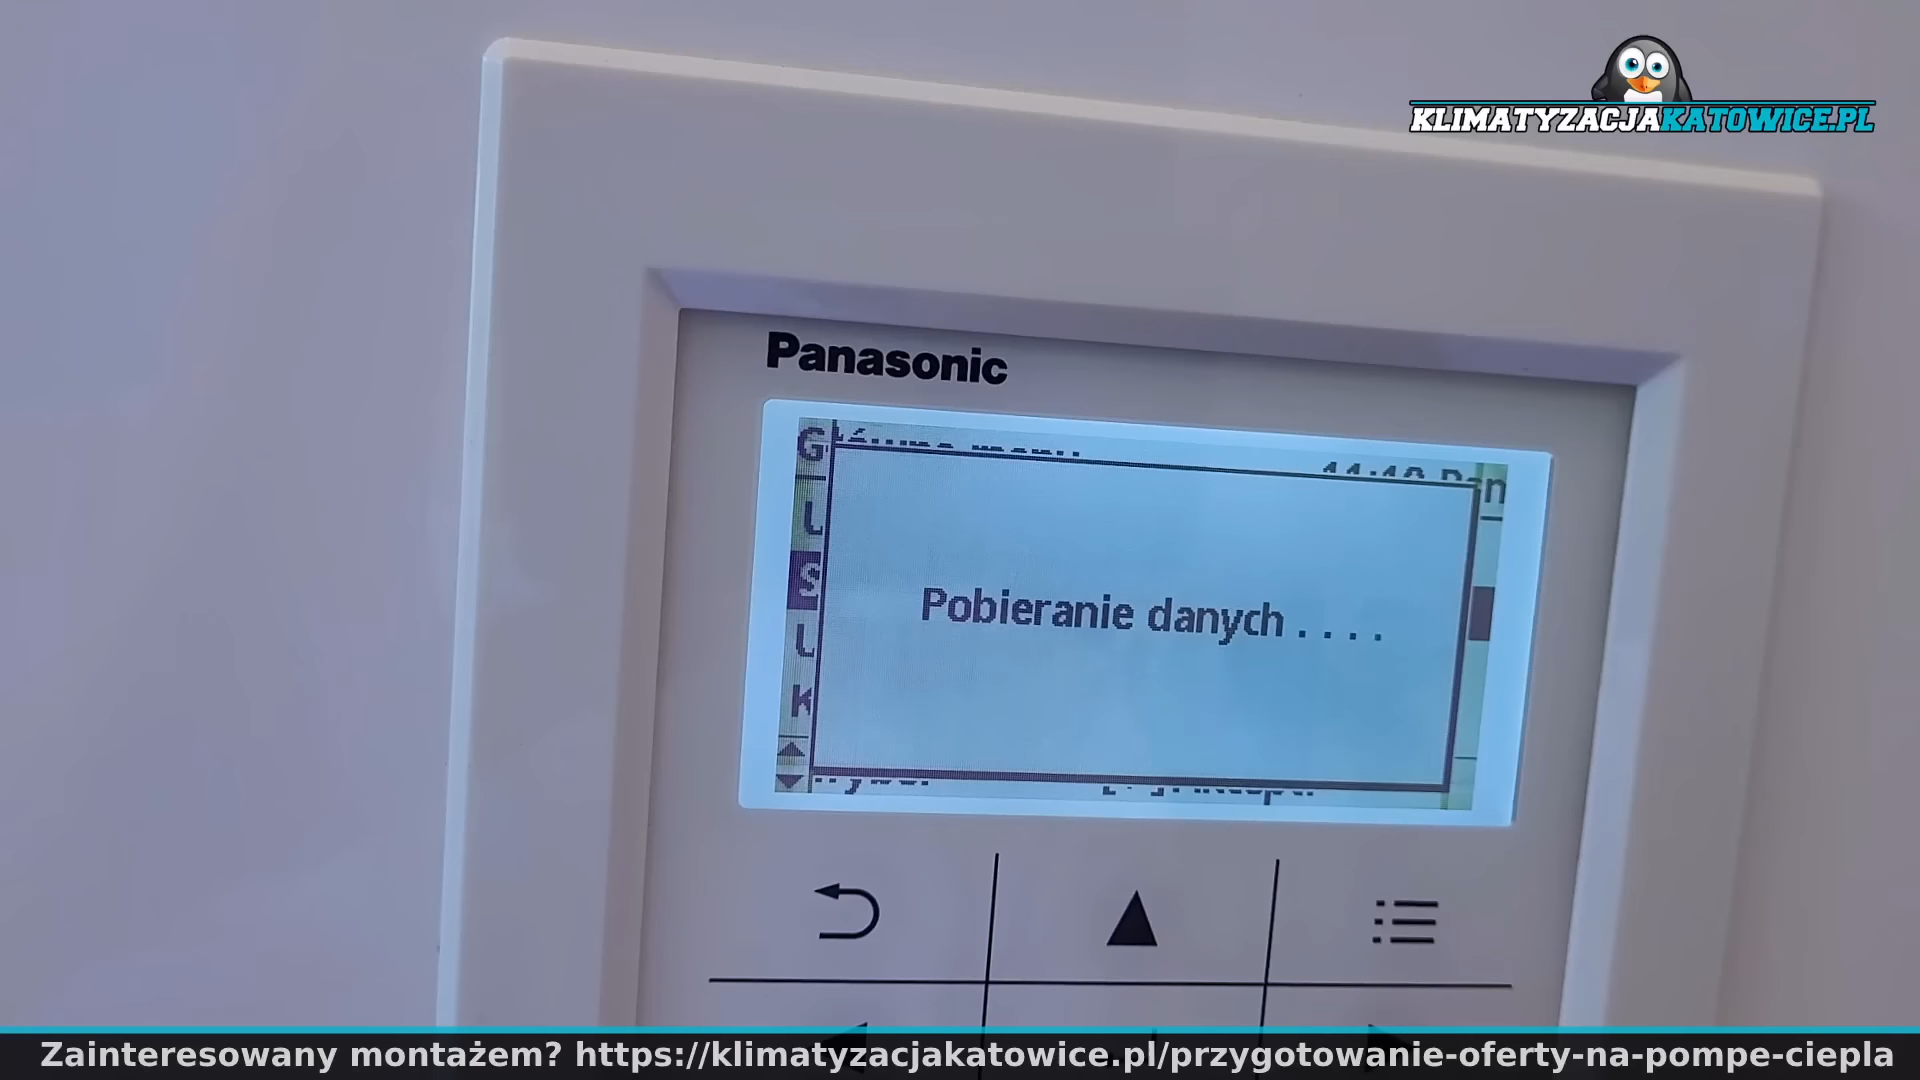 KLIMATYZACJAKATOWICE.PL
Panasonic
G
Pobieranie danych ....
S
K
Zainteresowany montażem? https://klimatyzacjakatowice.pl/przygotowanie-oferty-na-pompe-ciepla